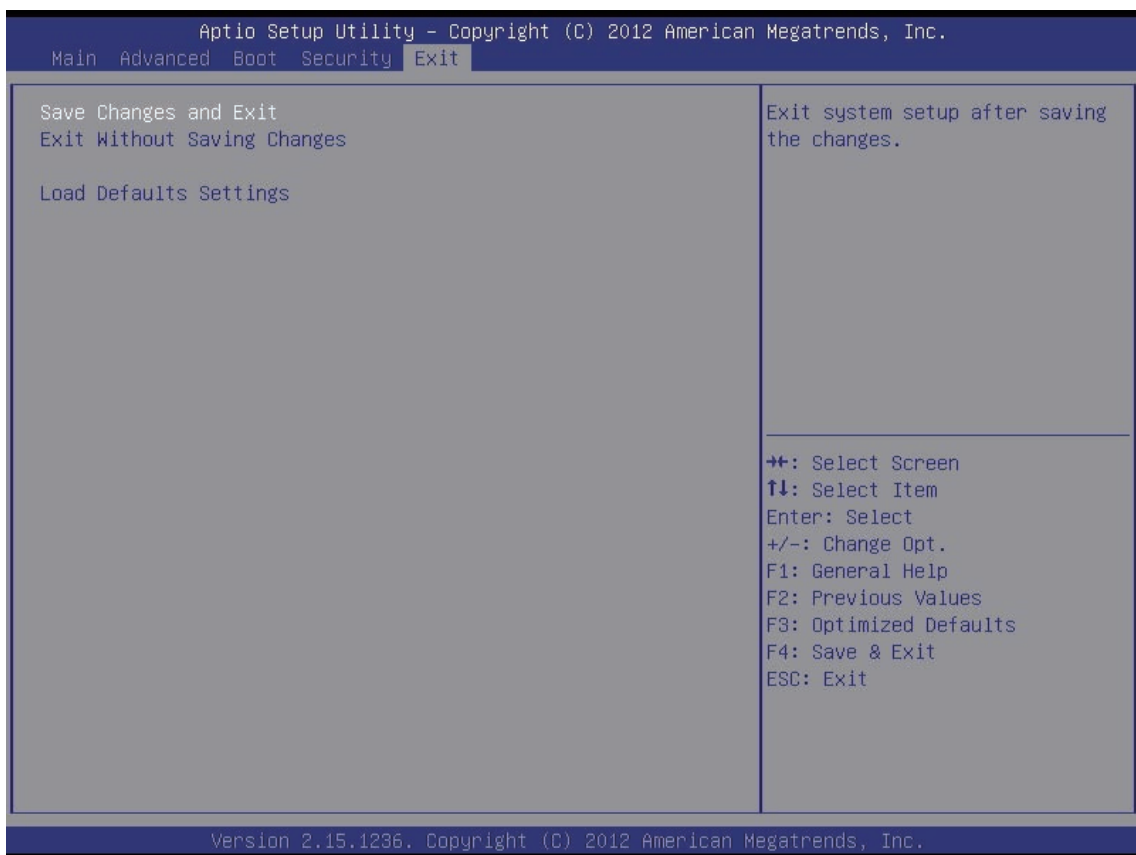 Aptio Setup Utility – Copyright (C) 2012 American Megatrends, Inc.
Main Advanced Boot Security Exit
Save Changes and Exit
Exit Without Saving Changes
Load Defaults Settings
Exit system setup after saving
the changes.
→←: Select Screen
↑↓: Select Item
Enter: Select
+/-: Change Opt.
F1: General Help
F2: Previous Values
F3: Optimized Defaults
F4: Save & Exit
ESC: Exit
Version 2.15.1236. Copyright (C) 2012 American Megatrends, Inc.